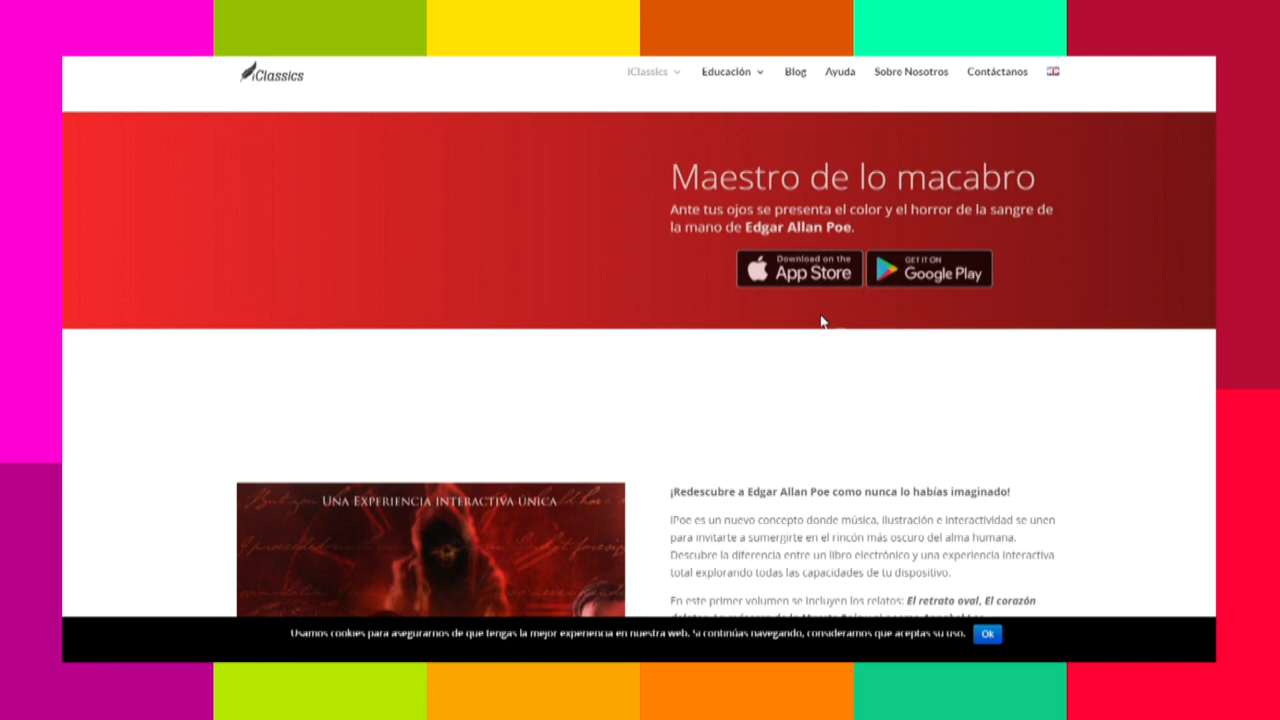 iClassics
iClassics Educación Blog Ayuda Sobre Nosotros Contáctanos
Maestro de lo macabro
Ante tus ojos se presenta el color y el horror de la sangre de
la mano de Edgar Allan Poe.
Download on the
App Store
GET IT ON
Google Play
UNA EXPERIENCIA INTERACTIVA ÚNICA
¡Redescubre a Edgar Allan Poe como nunca lo habías imaginado!
iPoe es un nuevo concepto donde música, ilustración e interactividad se unen
para invitarte a sumergirte en el rincón más oscuro del alma humana.
Descubre la diferencia entre un libro electrónico y una experiencia interactiva
total explorando todas las capacidades de tu dispositivo.
En este primer volumen se incluyen los relatos: El retrato oval, El corazón
Usamos cookies para asegurarnos de que tengas la mejor experiencia en nuestra web. Si continúas navegando, consideramos que aceptas su uso.
Ok